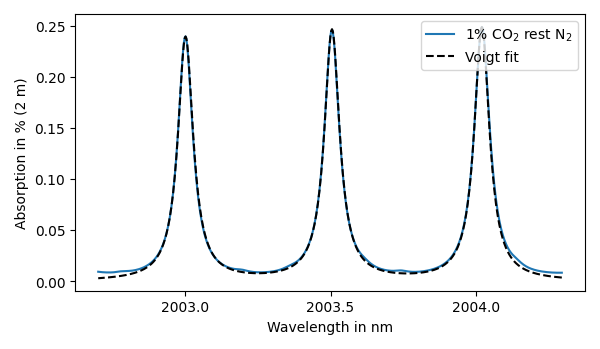 0.25
0.20
0.15
0.10
0.05
0.00
Absorption in % (2 m)
1% CO₂ rest N₂
Voigt fit
2003.0 2003.5 2004.0
Wavelength in nm